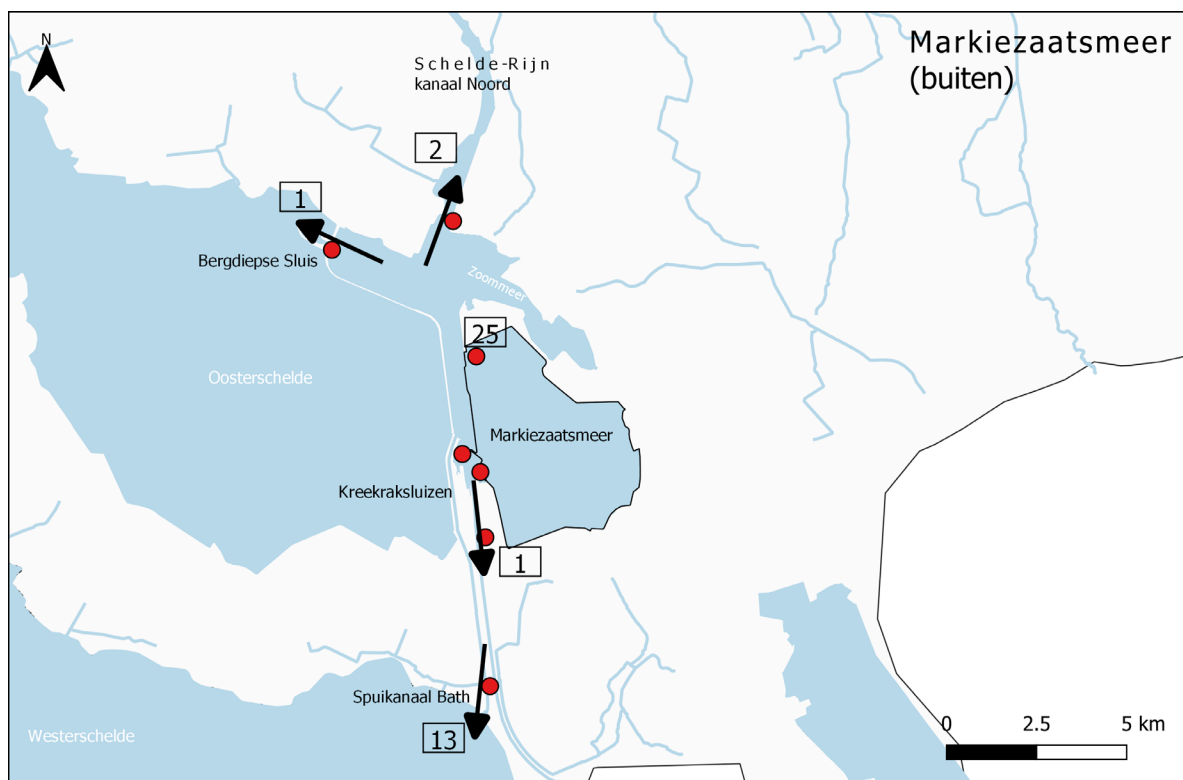 Markiezaatsmeer
(buiten)
N
Schelde-Rijn
kanaal Noord
2
1
Bergdiepse Sluis
Zoommeer
25
Oosterschelde
Markiezaatsmeer
Kreekraksluizen
1
Spuikanaal Bath
13
Westerschelde
0 2.5 5 km